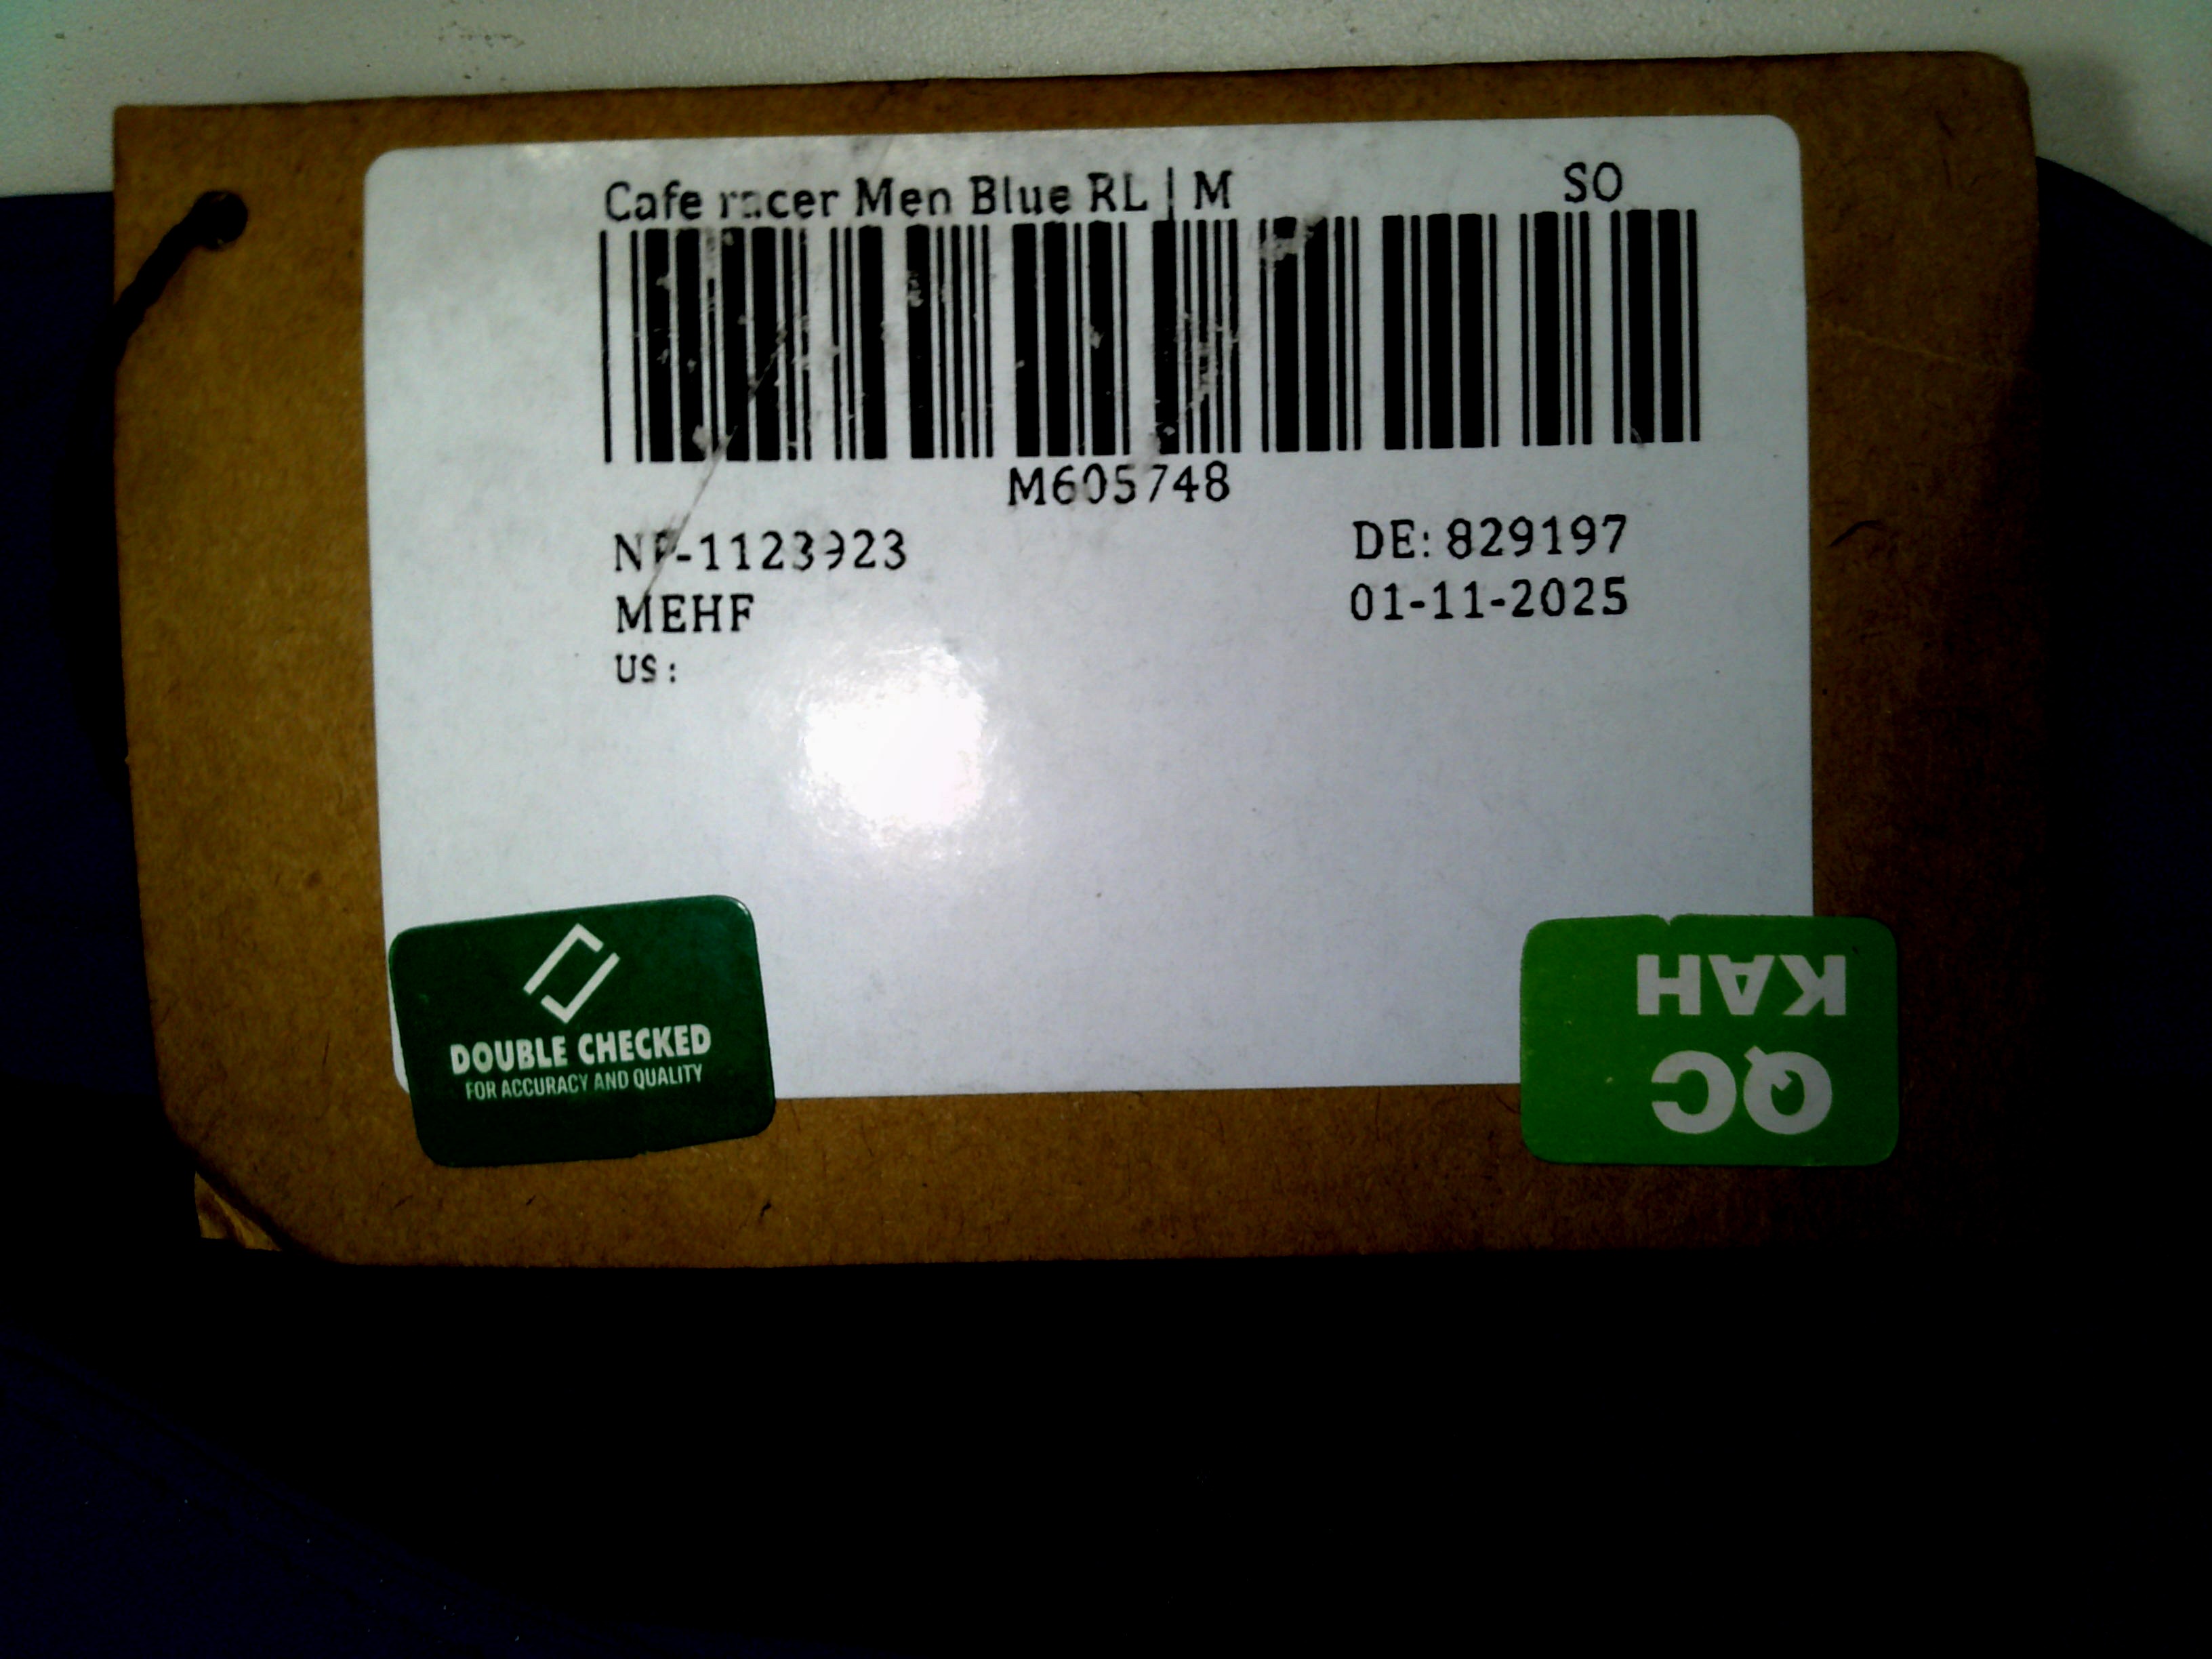 Cafe racer Men Blue RL | M
SO
M605748
NP-1123923
DE: 829197
MEHF
01-11-2025
US:
DOUBLE CHECKED
FOR ACCURACY AND QUALITY
QC
KAH